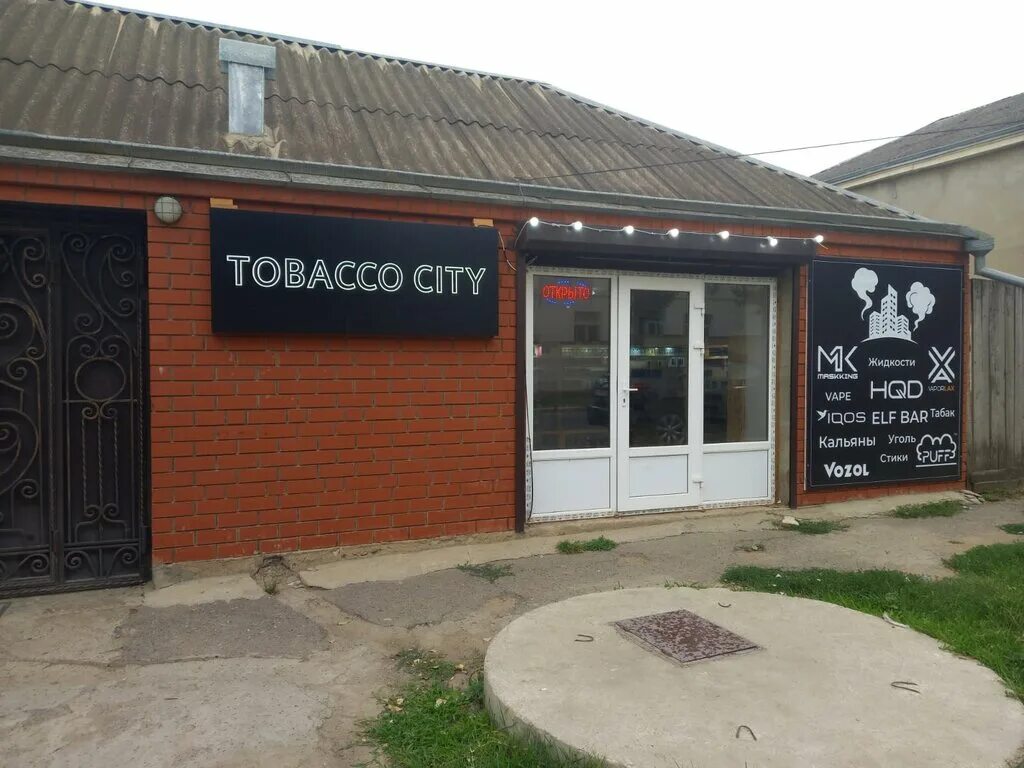 TOBACCO CITY
ОТКРЫТО
MK
MASKKING
Жидкости
X
VAPORLAX
VAPE
HQD
IQOS
ELF BAR
Табак
Кальяны
Уголь
Стики
PUFF
VOZOL